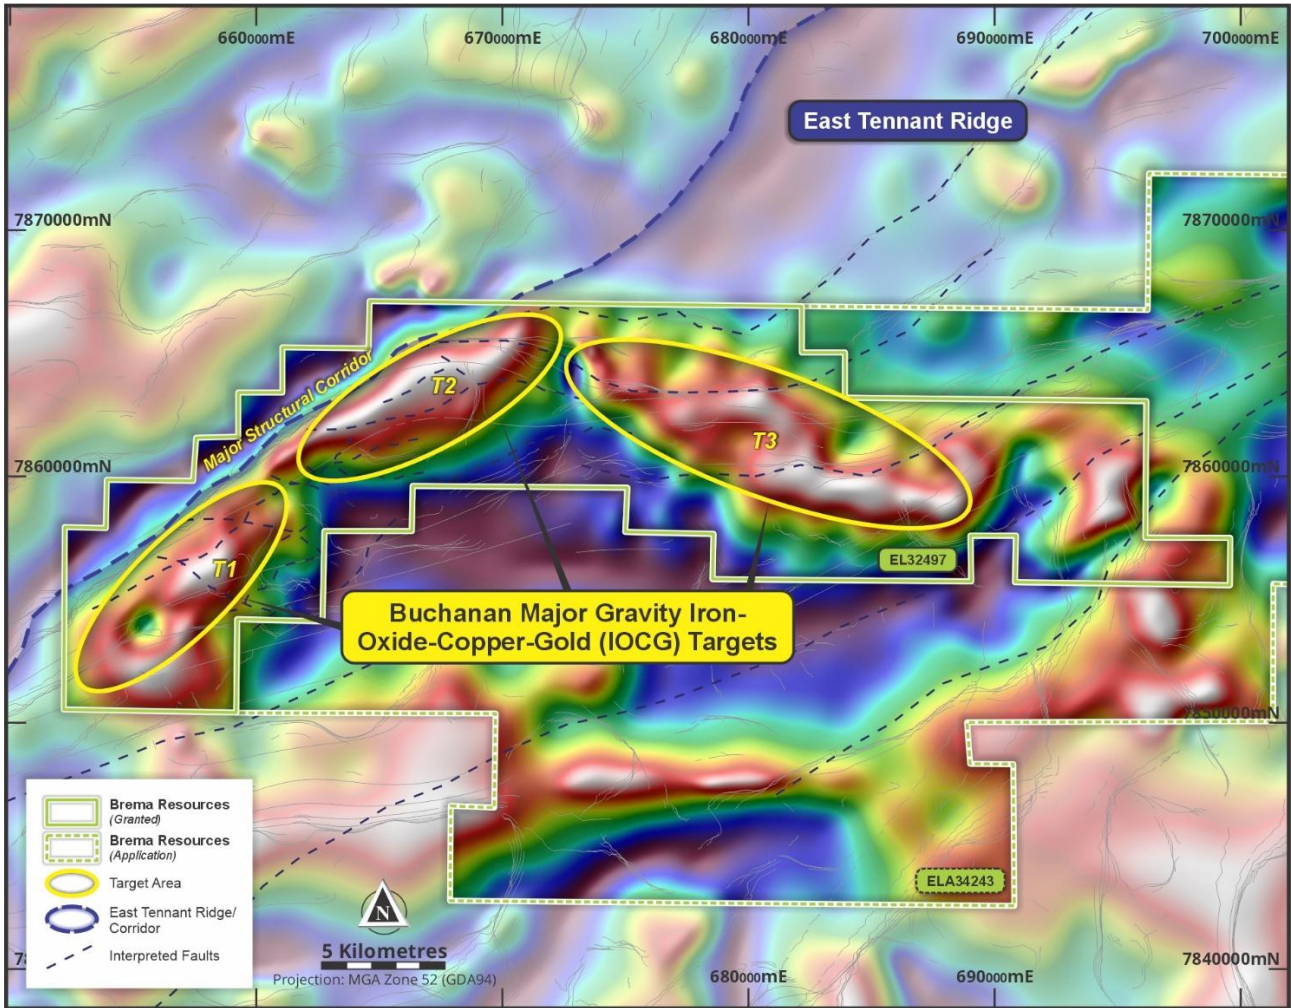 660000mE
670000mE
680000mE
690000mE
700000mE
East Tennant Ridge
7870000mN
7870000mN
Major Structural Corridor
T2
T3
7860000mN
7860000mN
EL32497
T1
Buchanan Major Gravity Iron-
Oxide-Copper-Gold (IOCG) Targets
7850000mN
Brema Resources
(Granted)
Brema Resources
(Application)
Target Area
East Tennant Ridge/
Corridor
Interpreted Faults
ELA34243
N
5 Kilometres
Projection: MGA Zone 52 (GDA94)
680000mE
690000mE
7840000mN